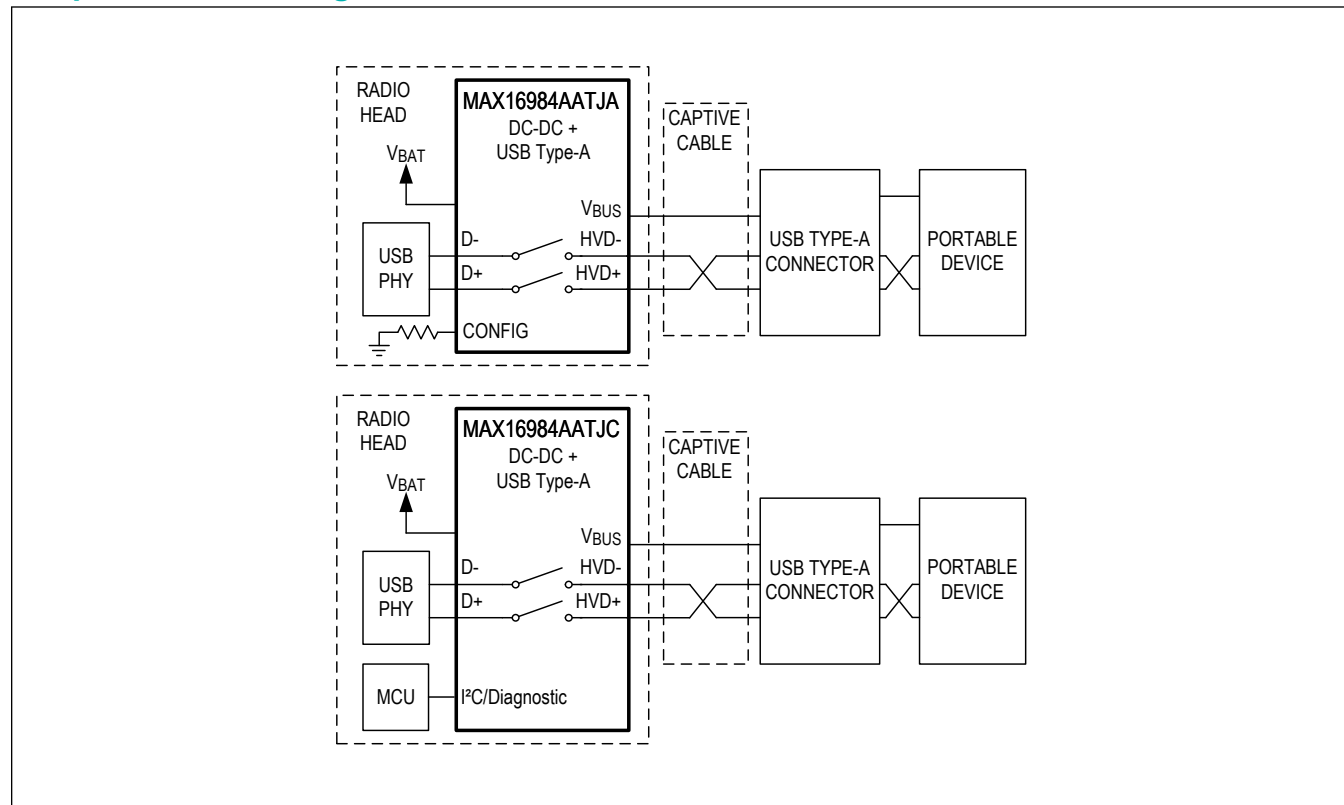 RADIO
HEAD
MAX16984AATJA
DC-DC +
USB Type-A
CAPTIVE
CABLE
VBAT
VBUS
D-
HVD-
USB
PHY
D+
HVD+
USB TYPE-A
CONNECTOR
PORTABLE
DEVICE
CONFIG
RADIO
HEAD
MAX16984AATJC
DC-DC +
USB Type-A
CAPTIVE
CABLE
VBAT
VBUS
D-
HVD-
USB
PHY
D+
HVD+
USB TYPE-A
CONNECTOR
PORTABLE
DEVICE
MCU
I²C/Diagnostic